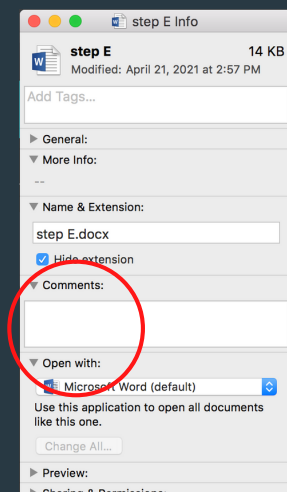 step E Info
step E 14 KB
Modified: April 21, 2021 at 2:57 PM
Add Tags...
General:
More Info:
--
Name & Extension:
step E.docx
Hide extension
Comments:
Open with:
Microsoft Word (default)
Use this application to open all documents
like this one.
Change All...
Preview:
Sharing & Permissions: